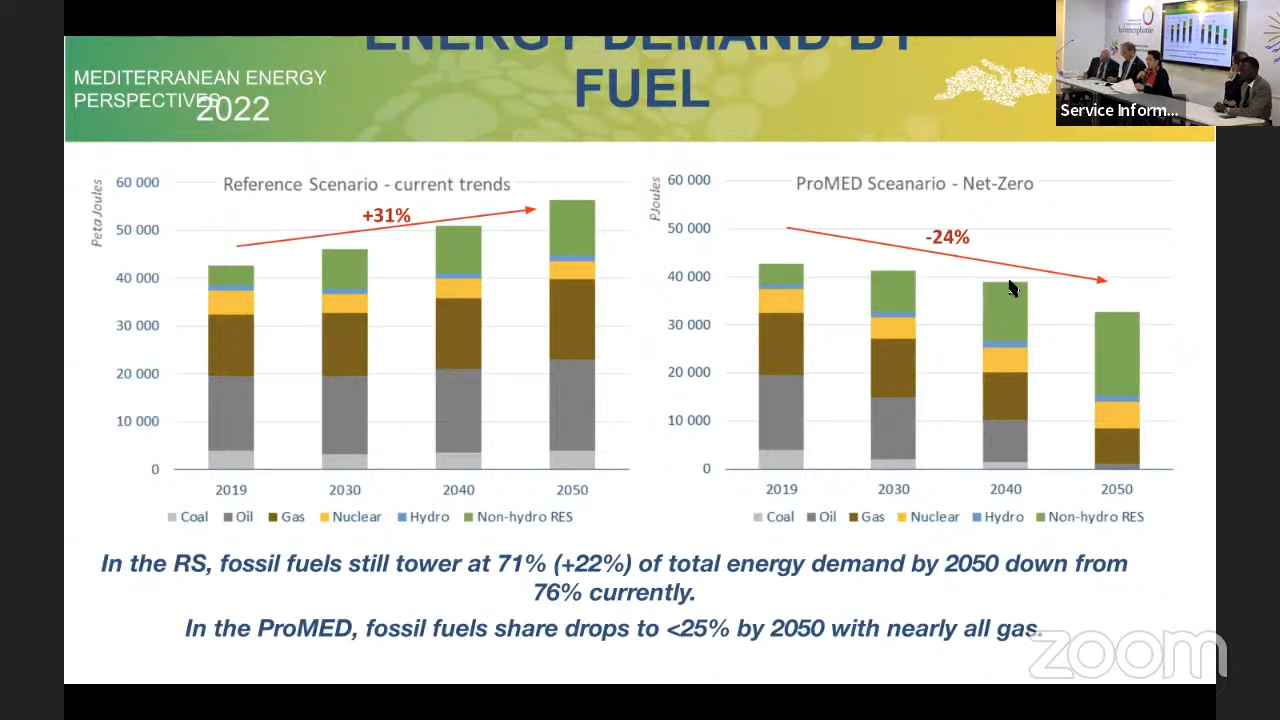 ENERGY DEMAND BY
FUEL
MEDITERRANEAN ENERGY
PERSPECTIVES
2022
Service Inform...
Reference Scenario - current trends
Peta Joules
60 000
50 000
40 000
30 000
20 000
10 000
0
+31%
2019 2030 2040 2050
Coal Oil Gas Nuclear Hydro Non-hydro RES
ProMED Sceanario - Net-Zero
PJoules
60 000
50 000
40 000
30 000
20 000
10 000
0
-24%
2019 2030 2040 2050
Coal Oil Gas Nuclear Hydro Non-hydro RES
In the RS, fossil fuels still tower at 71% (+22%) of total energy demand by 2050 down from
76% currently.
In the ProMED, fossil fuels share drops to <25% by 2050 with nearly all gas.
zoom